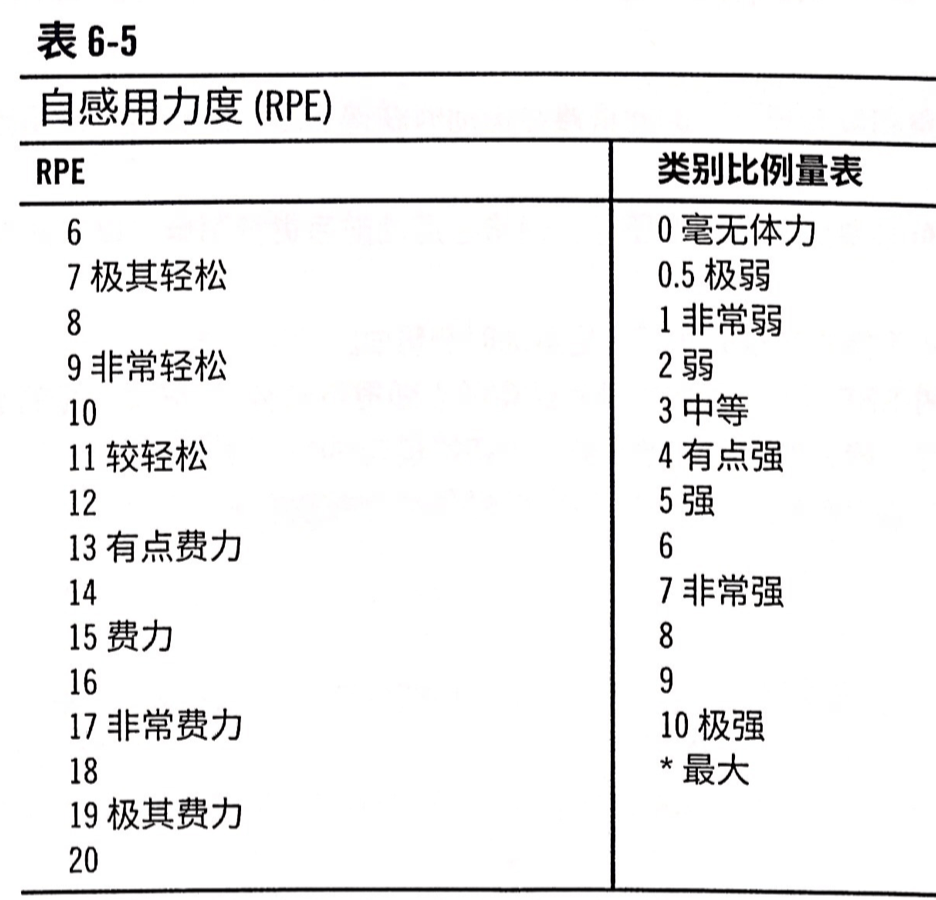 表 6-5
自感用力度 (RPE)
RPE
6
7 极其轻松
8
9 非常轻松
10
11 较轻松
12
13 有点费力
14
15 费力
16
17 非常费力
18
19 极其费力
20
类别比例量表
0 毫无体力
0.5 极弱
1 非常弱
2 弱
3 中等
4 有点强
5 强
6
7 非常强
8
9
10 极强
* 最大